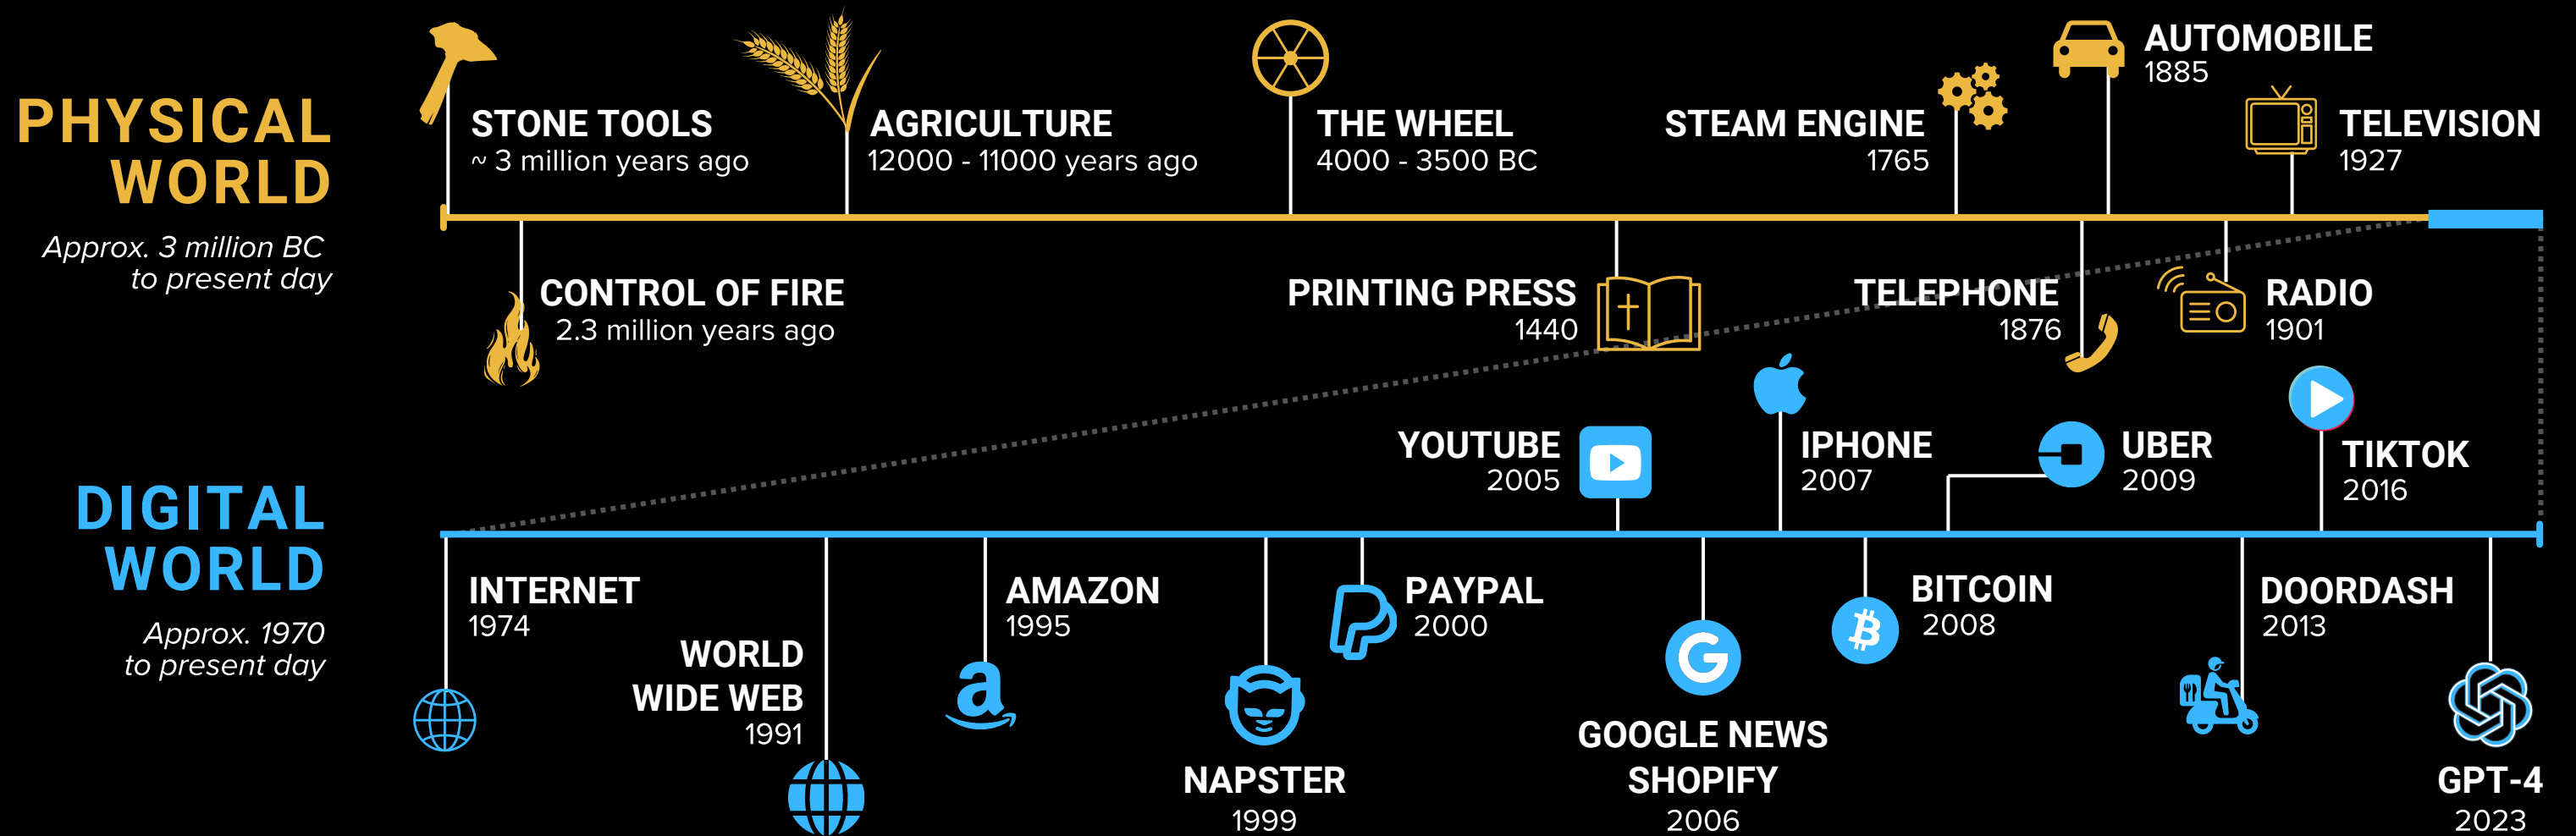 PHYSICAL
WORLD
Approx. 3 million BC
to present day
STONE TOOLS
~ 3 million years ago
CONTROL OF FIRE
2.3 million years ago
AGRICULTURE
12000 - 11000 years ago
THE WHEEL
4000 - 3500 BC
PRINTING PRESS
1440
STEAM ENGINE
1765
TELEPHONE
1876
AUTOMOBILE
1885
RADIO
1901
TELEVISION
1927
DIGITAL
WORLD
Approx. 1970
to present day
INTERNET
1974
WORLD
WIDE WEB
1991
AMAZON
1995
a
NAPSTER
1999
PAYPAL
2000
YOUTUBE
2005
G
GOOGLE NEWS
SHOPIFY
2006
IPHONE
2007
BITCOIN
2008
UBER
2009
DOORDASH
2013
TIKTOK
2016
GPT-4
2023